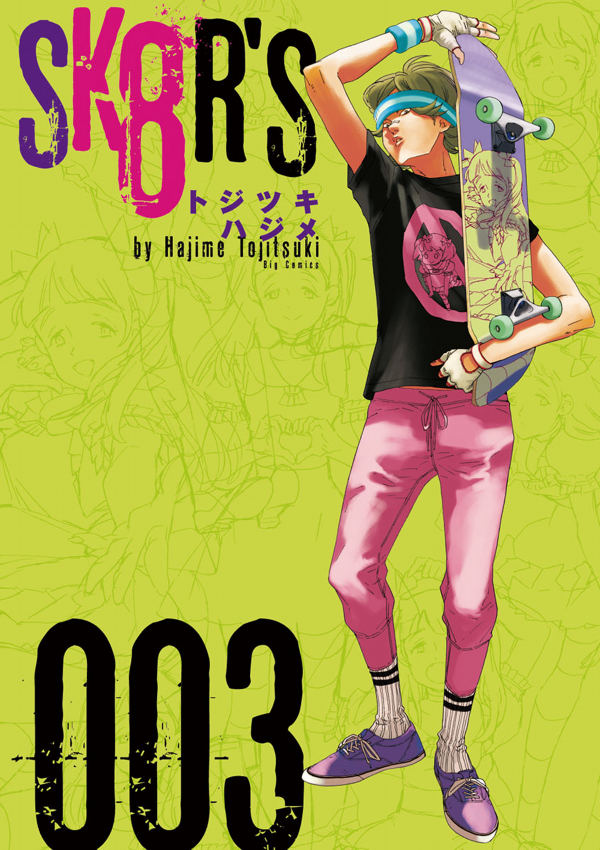 SK8R'S
トジツキ
ハジメ
by Hajime Tojitsuki
Big Comics
003